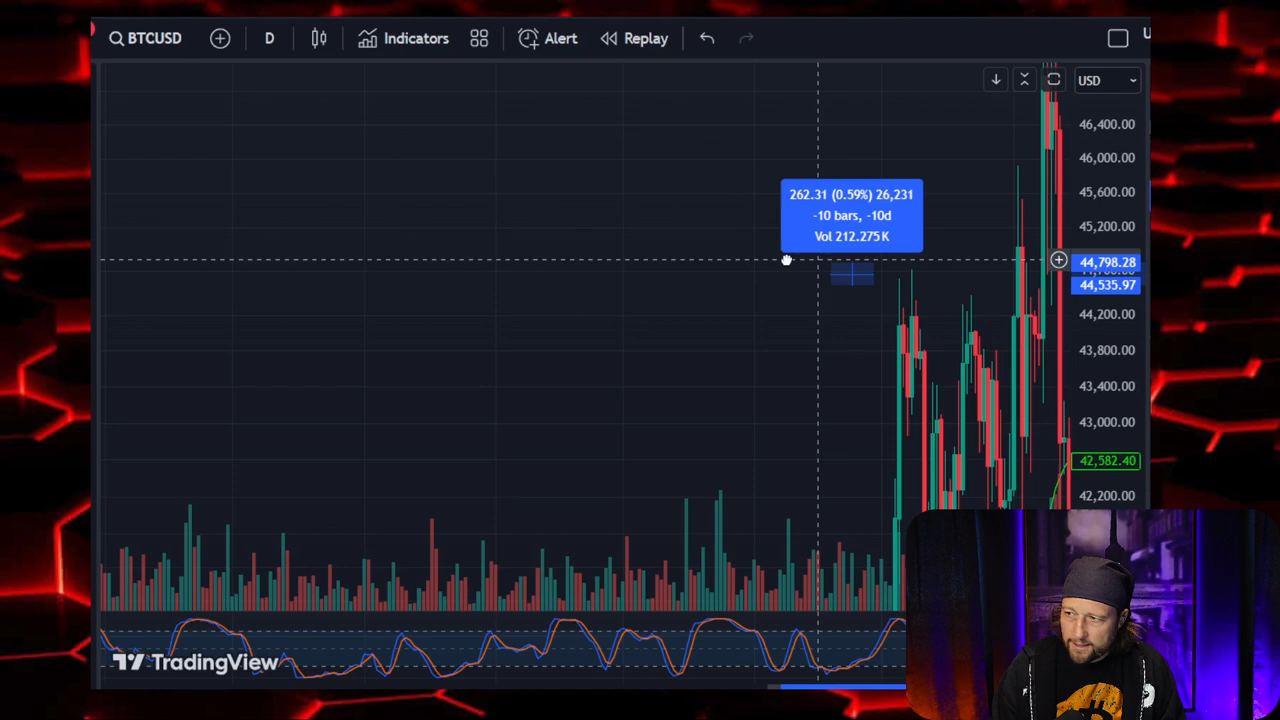 BTCUSD D Indicators Alert Replay
U
USD
46,400.00
46,000.00
262.31 (0.59%) 26,231
45,600.00
-10 bars, -10d
45,200.00
Vol 212.275K
44,798.28
44,535.97
44,200.00
43,800.00
43,400.00
43,000.00
42,582.40
42,200.00
TradingView